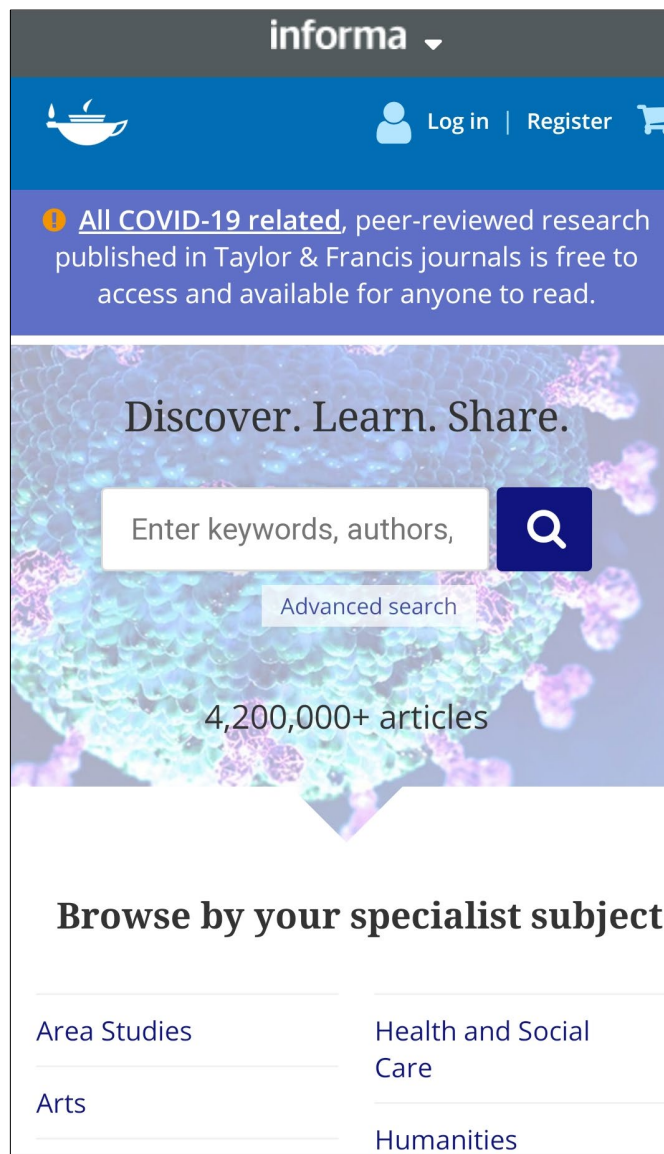 informa
Log in | Register
All COVID-19 related, peer-reviewed research
published in Taylor & Francis journals is free to
access and available for anyone to read.
Discover. Learn. Share.
Enter keywords, authors,
Advanced search
4,200,000+ articles
Browse by your specialist subject
Area Studies
Arts
Health and Social
Care
Humanities